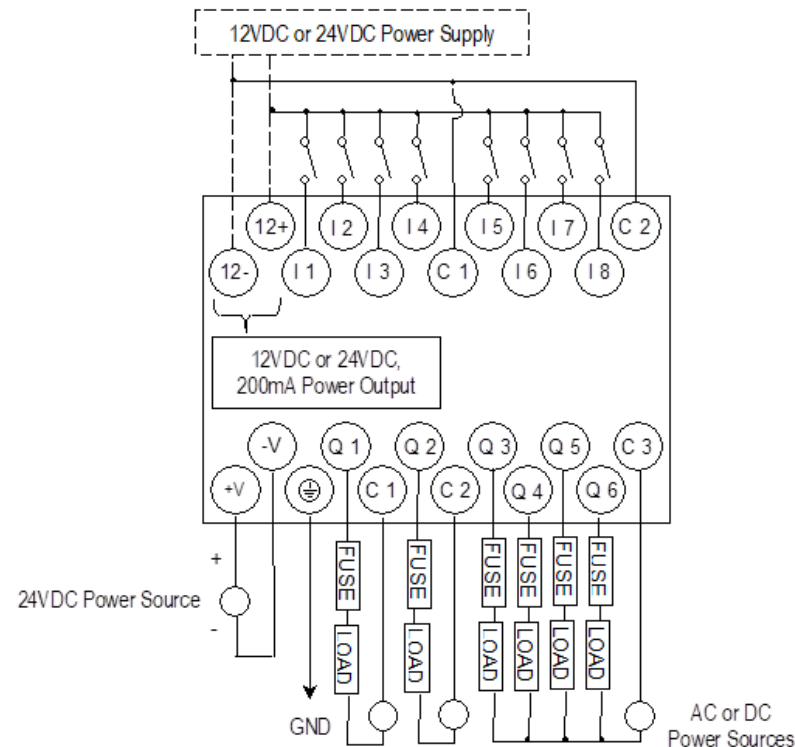 12VDC or 24VDC Power Supply
12+
I 2
I 4
I 5
I 7
C 2
12-
I 1
I 3
C 1
I 6
I 8
12VDC or 24VDC,
200mA Power Output
-V
Q 1
Q 2
Q 3
Q 5
C 3
+V
C 1
C 2
Q 4
Q 6
FUSE
FUSE
FUSE
FUSE
FUSE
FUSE
+
24VDC Power Source
-
LOAD
LOAD
LOAD
LOAD
LOAD
LOAD
GND
AC or DC
Power Sources